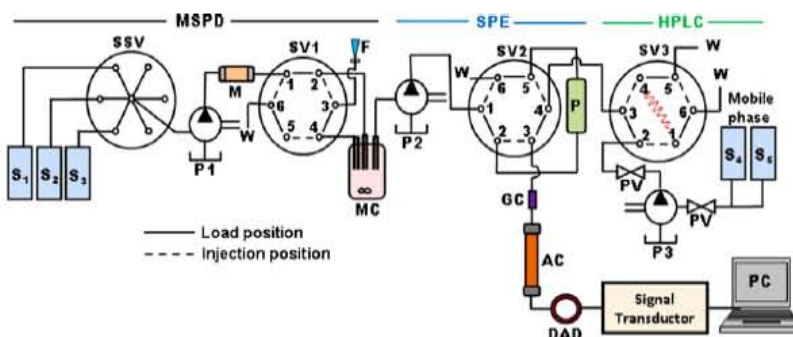 MSPD
SPE
HPLC
SSV
SV1
F
SV2
SV3
W
M
1 2
6 3
5 4
W
P1
MC
P2
W
6 5
1 4
2 3
P
4 5
3 6
2 1
W
Mobile phase
S1
S2
S3
S4
S5
PV
PV
P3
GC
AC
DAD
Load position
Injection position
Signal
Transductor
PC